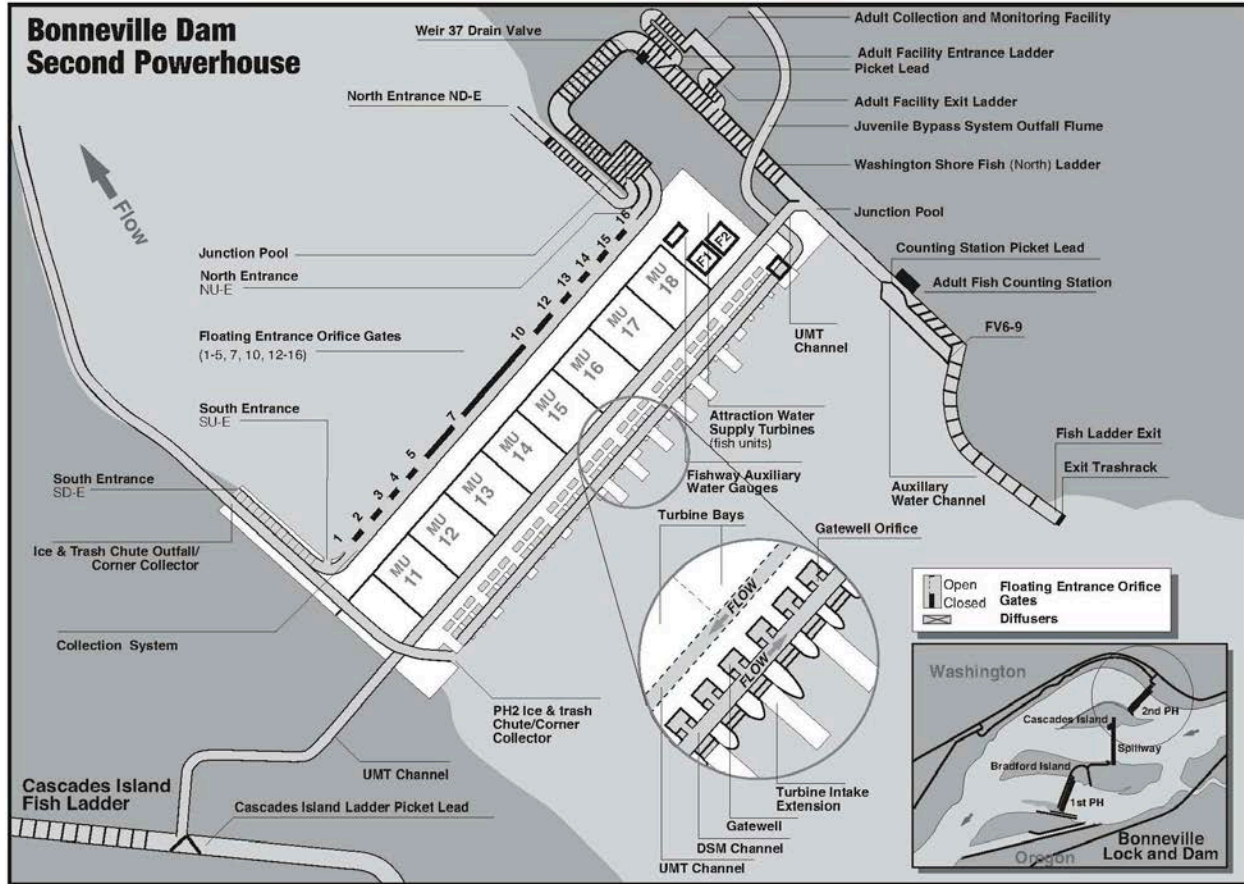 Bonneville Dam
Second Powerhouse
Weir 37 Drain Valve
North Entrance ND-E
Adult Collection and Monitoring Facility
Adult Facility Entrance Ladder
Picket Lead
Adult Facility Exit Ladder
Juvenile Bypass System Outfall Flume
Washington Shore Fish (North) Ladder
Junction Pool
Counting Station Picket Lead
Adult Fish Counting Station
FV6-9
UMT
Channel
Flow
Junction Pool
North Entrance
NU-E
Floating Entrance Orifice Gates
(1-5, 7, 10, 12-16)
South Entrance
SU-E
South Entrance
SD-E
Ice & Trash Chute Outfall/
Corner Collector
Collection System
1
2
3
4
5
7
10
12
13
14
15
16
MU
11
MU
12
MU
13
MU
14
MU
15
MU
16
MU
17
MU
18
F1
F2
Attraction Water
Supply Turbines
(fish units)
Fishway Auxiliary
Water Gauges
Turbine Bays
Gatewell Orifice
FLOW
FLOW
Auxillary
Water Channel
Fish Ladder Exit
Exit Trashrack
PH2 Ice & trash
Chute/Corner
Collector
UMT Channel
Turbine Intake
Extension
Gatewell
DSM Channel
UMT Channel
Cascades Island
Fish Ladder
Cascades Island Ladder Picket Lead
Open
Closed
Floating Entrance Orifice
Gates
Diffusers
Washington
Cascades Island
2nd PH
Spillway
Bradford Island
1st PH
Oregon
Bonneville
Lock and Dam